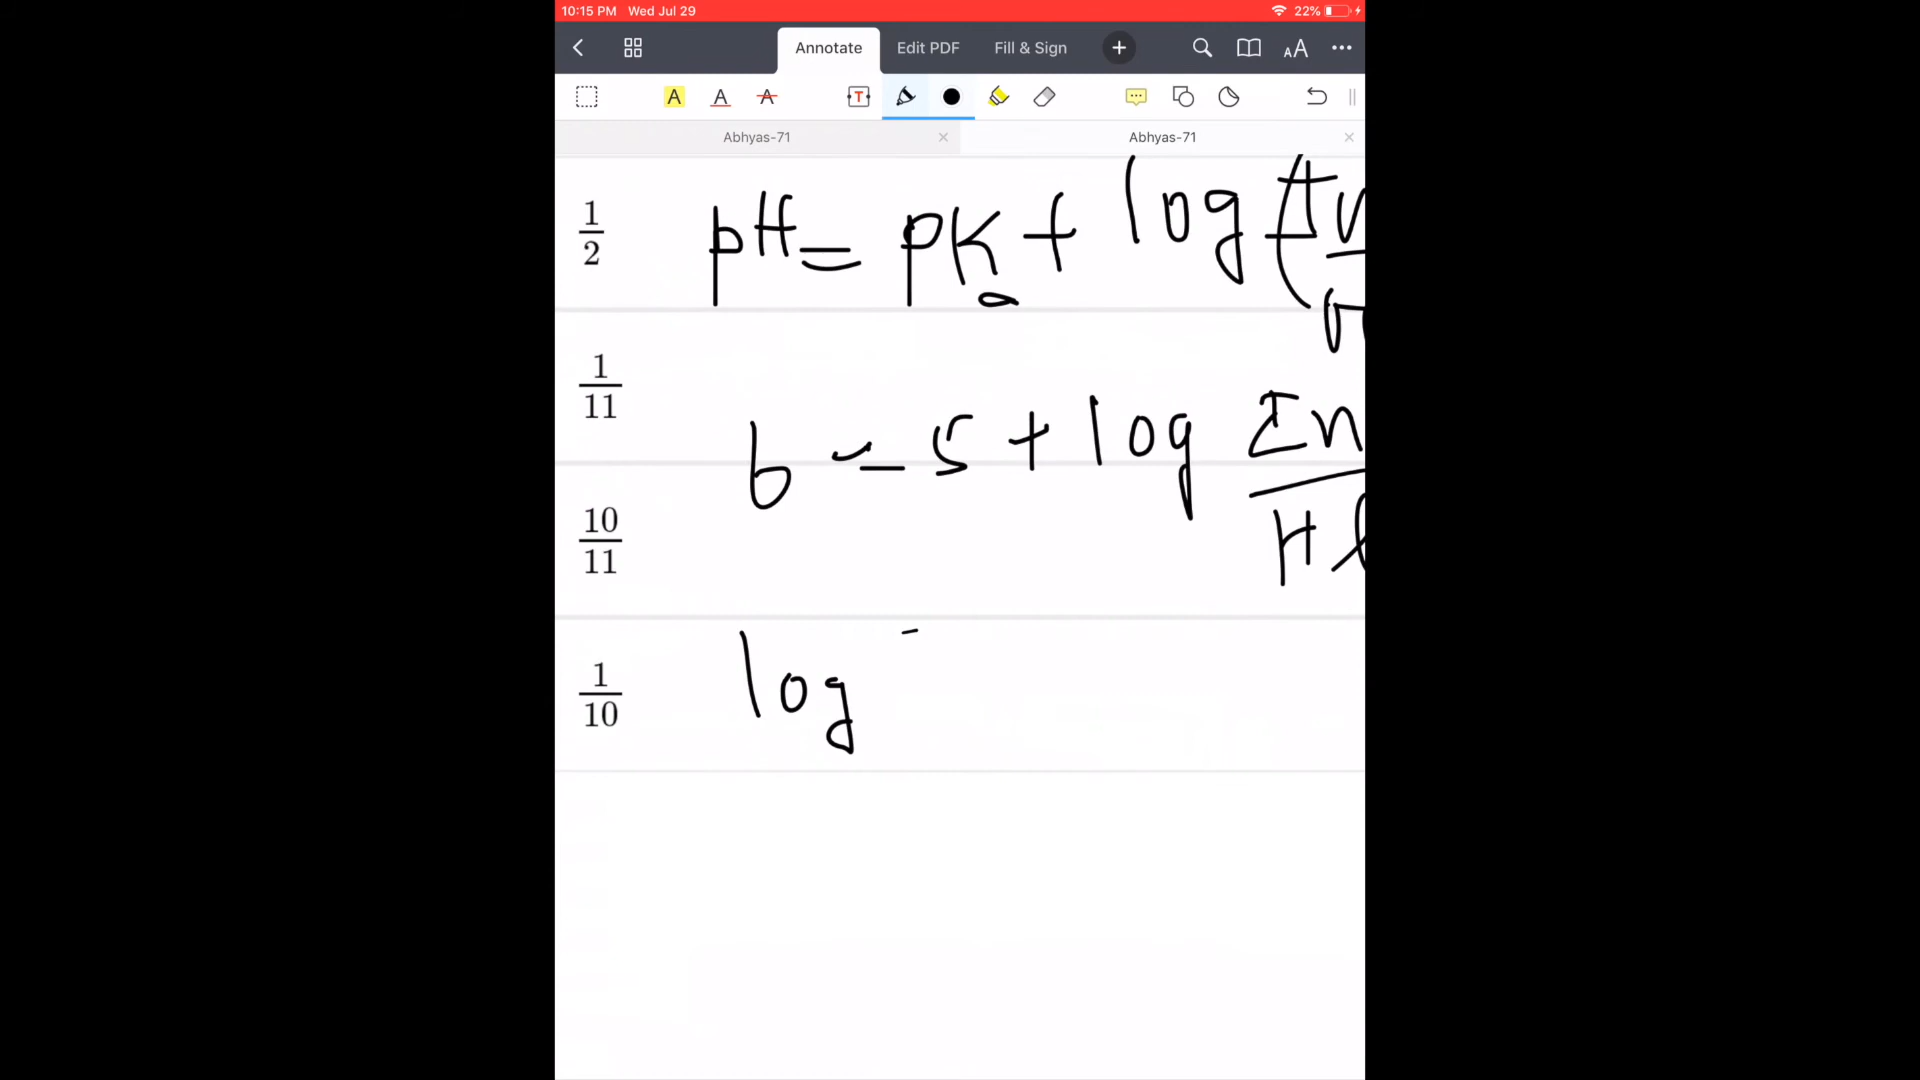 10:15 PM Wed Jul 29 22%
Annotate Edit PDF Fill & Sign
Abhyas-71 Abhyas-71
1/2 pH = pKa + log
1/11
6 = 5 + log In/H
10/11
1/10 log